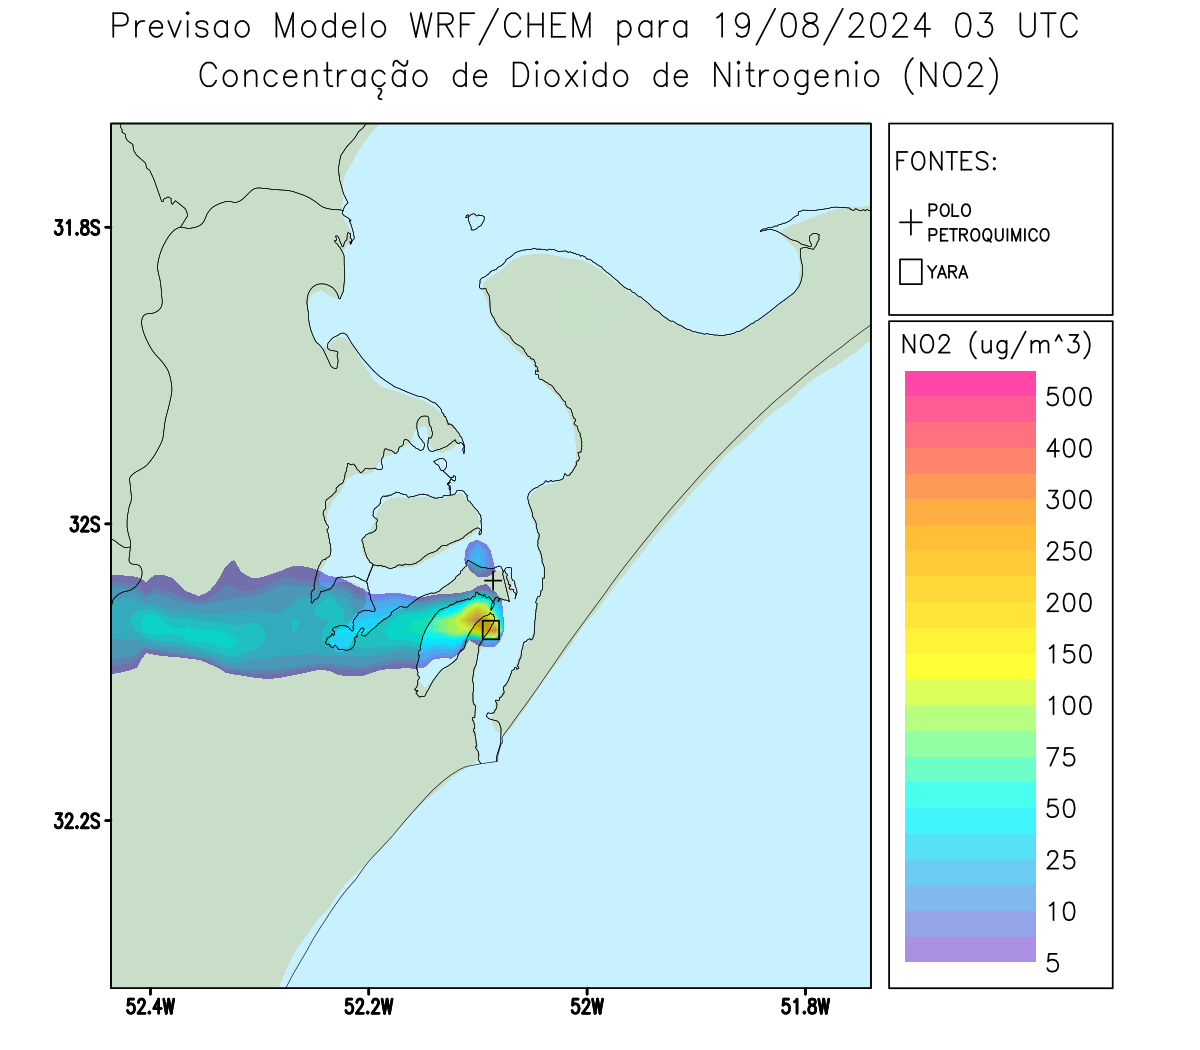 Previsao Modelo WRF/CHEM para 19/08/2024 03 UTC
Concentração de Dioxido de Nitrogenio (NO2)
FONTES:
POLO
PETROQUIMICO
YARA
NO2 (ug/m^3)
500
400
300
250
200
150
100
75
50
25
10
5
31.8S
32S
32.2S
52.4W
52.2W
52W
51.8W